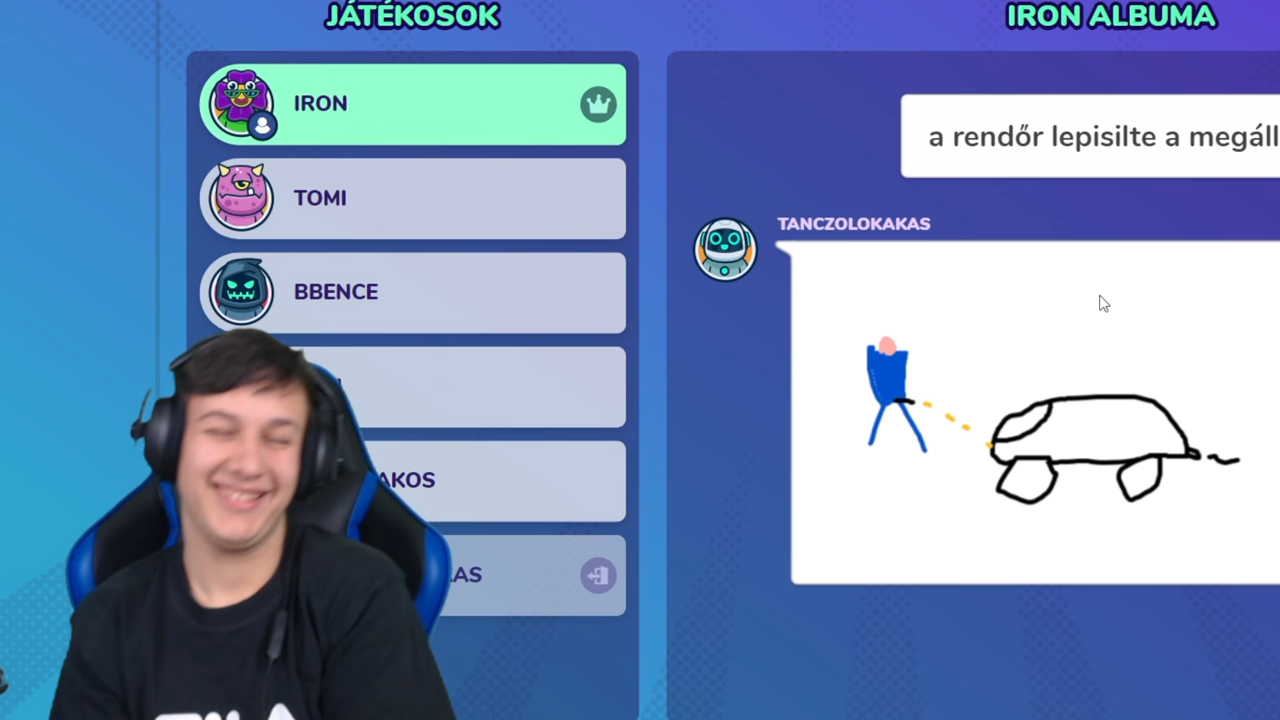 JÁTÉKOSOK
IRON ALBUMA
IRON
TOMI
BBENCE
AKOS
AS
a rendőr lepisilte a megáll
TANCZOLOKAKAS